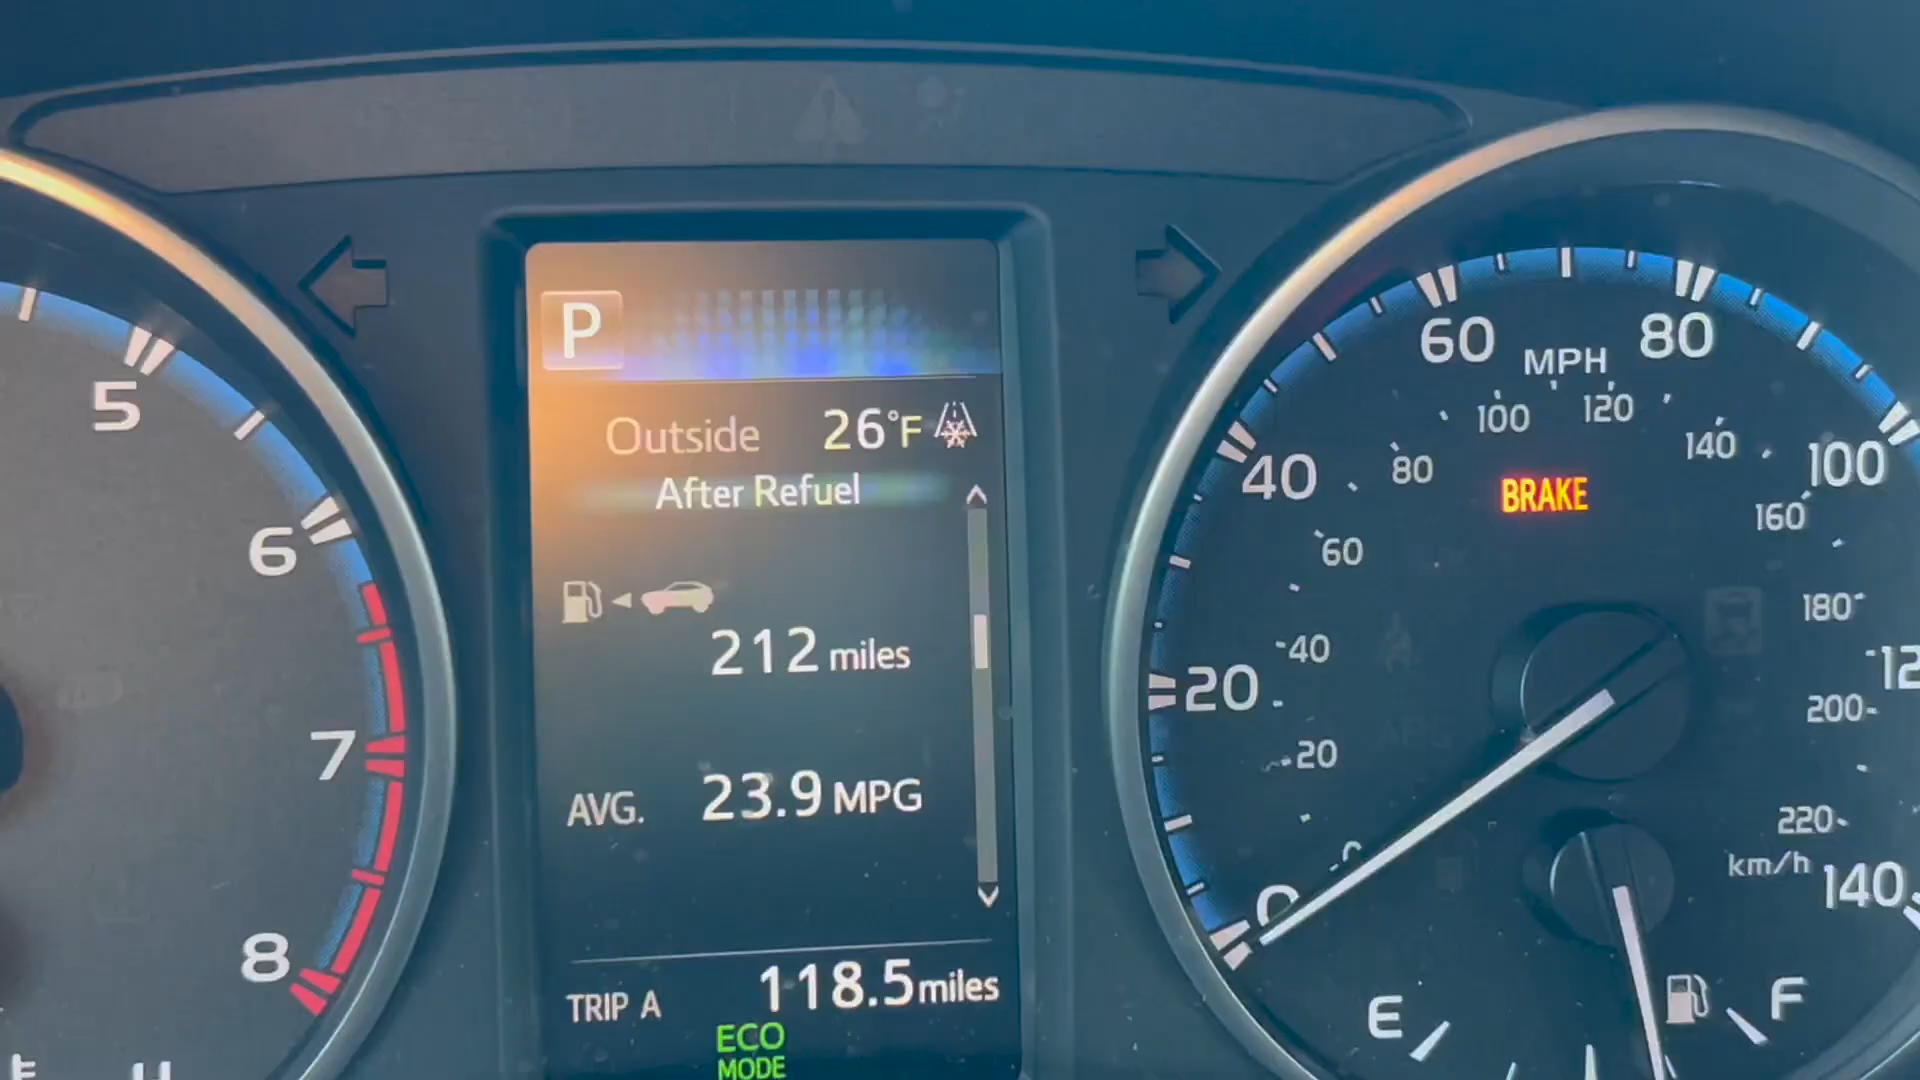 5
6
7
8
P
Outside 26°F
After Refuel
212 miles
AVG. 23.9 MPG
TRIP A 118.5 miles
ECO
MODE
MPH
0
20
40
60
80
100
140
20
40
60
80
100
120
140
160
180
200
220
km/h
BRAKE
E
F